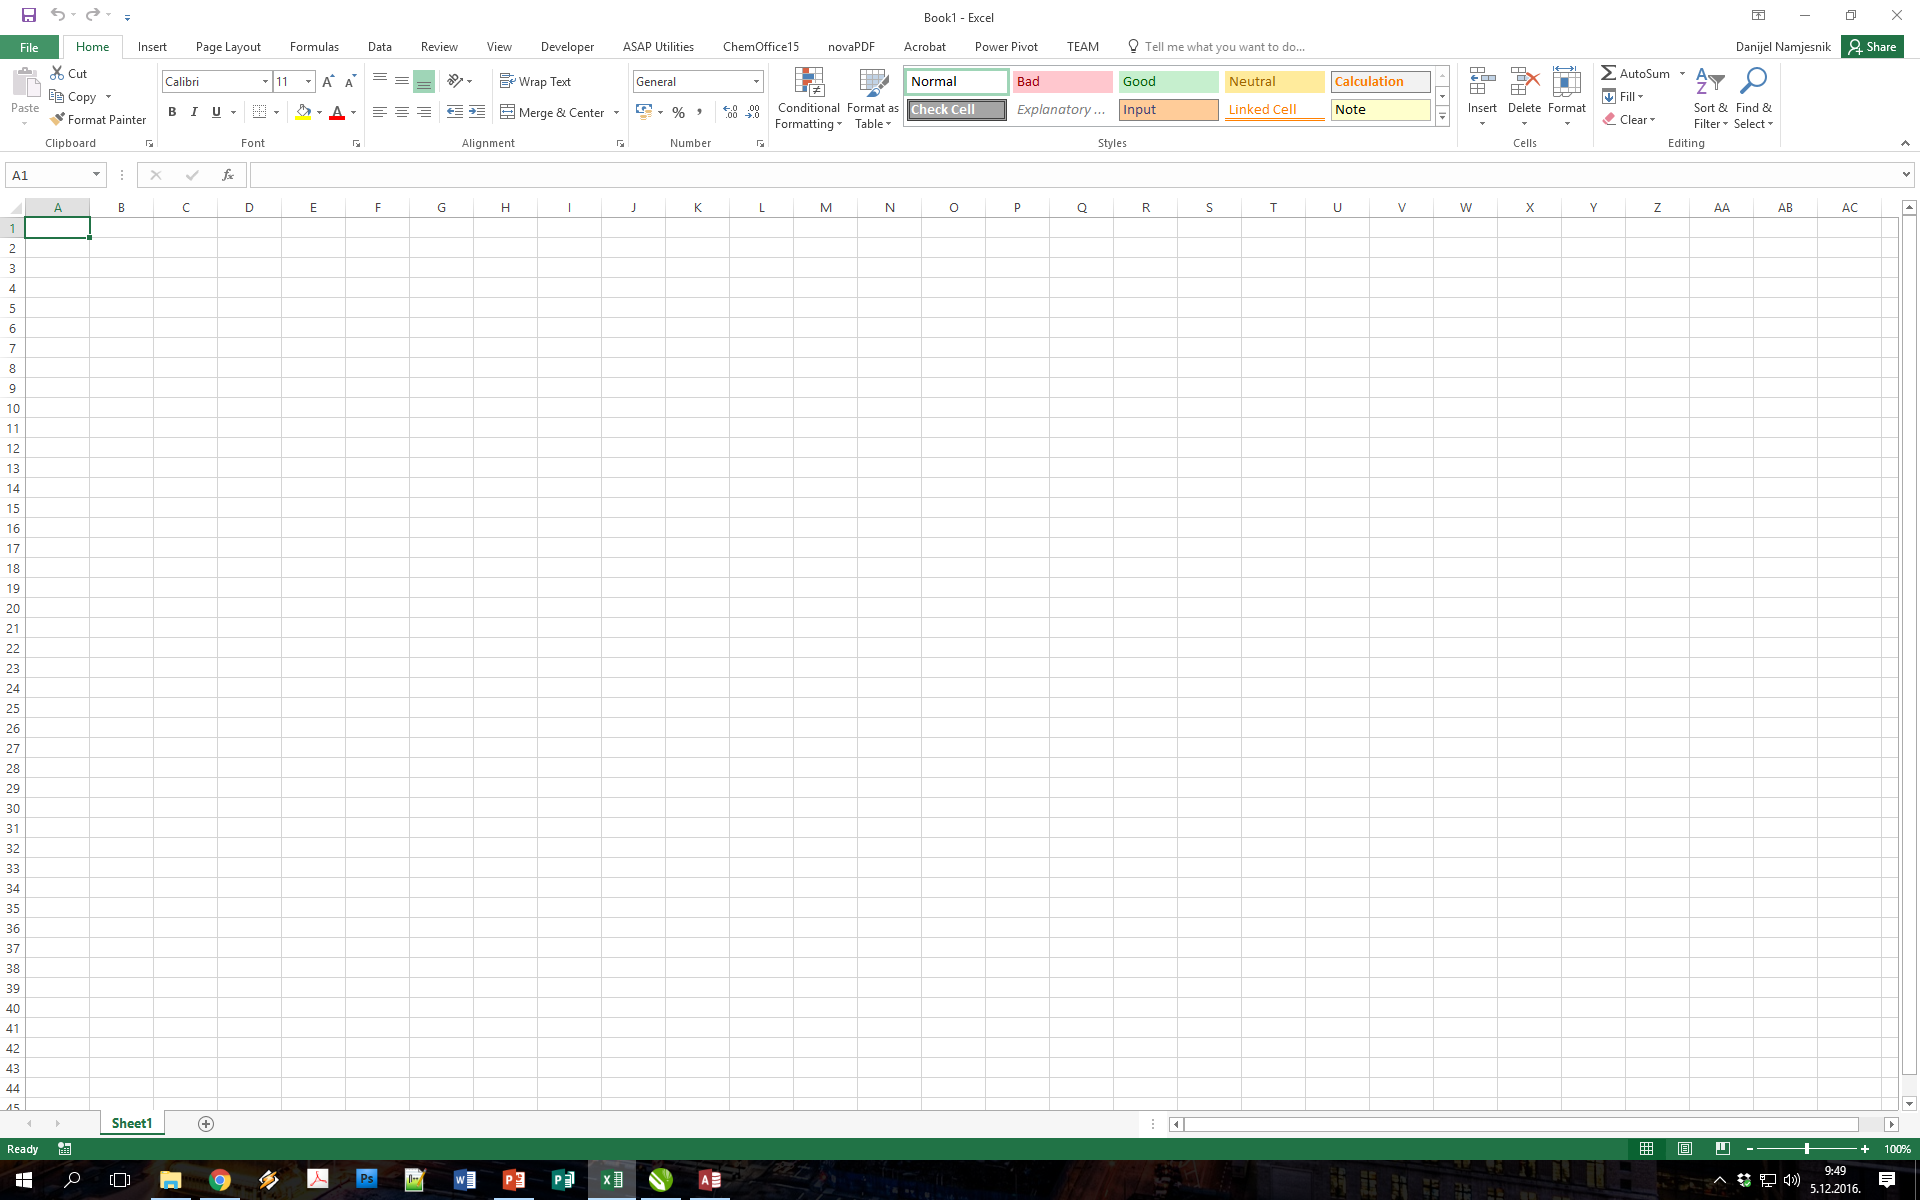 Book1 - Excel
File Home Insert Page Layout Formulas Data Review View Developer ASAP Utilities ChemOffice15 novaPDF Acrobat Power Pivot TEAM Tell me what you want to do... Danijel Namjesnik Share
Paste
Cut
Copy
Format Painter
Clipboard
Calibri 11
B I U
Font
Wrap Text
Merge & Center
Alignment
General
%
Number
Conditional Formatting
Format as Table
Normal Bad Good Neutral Calculation
Check Cell Explanatory ... Input Linked Cell Note
Styles
Insert Delete Format
Cells
AutoSum
Fill
Clear
Sort & Filter
Find & Select
Editing
A1 fx
A B C D E F G H I J K L M N O P Q R S T U V W X Y Z AA AB AC
1
2
3
4
5
6
7
8
9
10
11
12
13
14
15
16
17
18
19
20
21
22
23
24
25
26
27
28
29
30
31
32
33
34
35
36
37
38
39
40
41
42
43
44
45
Sheet1
Ready 100%
9:49
5.12.2016.